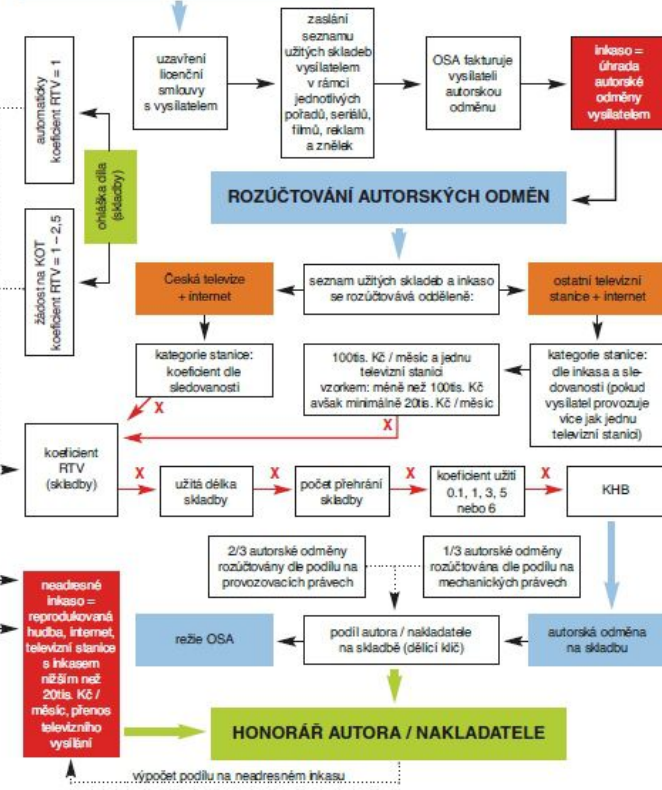 uzavření
licenční
smlouvy
s vysílatelem
zaslání
seznamu
užitých skladeb
vysílatelem
v rámci
jednotlivých
pořadů, seriálů,
filmů, reklam
a znělek
OSA fakturuje
vysílateli
autorskou
odměnu
inkaso =
úhrada
autorské
odměny
vysílatelem
automaticky
koeficient RTV = 1
ohláška díla
(skladby)
žádost na KOT
koeficient RTV = 1 – 2,5
ROZÚČTOVÁNÍ AUTORSKÝCH ODMĚN
Česká televize
+ internet
seznam užitých skladeb a inkaso
se rozúčtovává odděleně:
ostatní televizní
stanice + internet
kategorie stanice:
koeficient dle
sledovanosti
100tis. Kč / měsíc a jednu
televizní stanici
vzorkem: méně než 100tis. Kč
avšak minimálně 20tis. Kč / měsíc
kategorie stanice:
dle inkasa a sle-
dovanosti (pokud
vysílatel provozuje
více jak jednu
televizní stanici)
X
X
koeficient
RTV
(skladby)
X
užitá délka
skladby
X
počet přehrání
skladby
X
koeficient užití
0.1, 1, 3, 5
nebo 6
X
KHB
2/3 autorské odměny
rozúčtovány dle podílu na
provozovacích právech
1/3 autorské odměny
rozúčtována dle podílu na
mechanických právech
neadresné
inkaso =
reprodukovaná
hudba, internet,
televizní stanice
s inkasem
nižším než
20tis. Kč /
měsíc, přenos
televizního
vysílání
režie OSA
podíl autora / nakladatele
na skladbě (dělící klíč)
autorská odměna
na skladbu
HONORÁŘ AUTORA / NAKLADATELE
výpočet podílu na neadresném inkasu